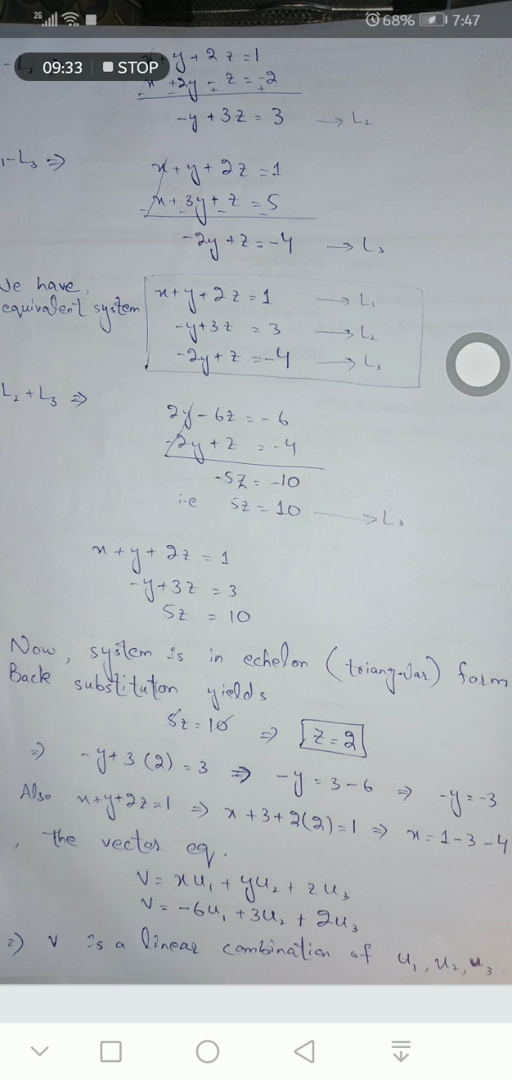 2G 68% 7:47
09:33 STOP
x + y + 2z = 1
x + 2y - z = -2
-y + 3z = 3 → L₂
-L₃ ⇒
x + y + 2z = 1
x + 3y + z = 5
- - - -
-2y + z = -4 → L₃
We have,
equivalent system
x + y + 2z = 1 → L₁
-y + 3z = 3 → L₂
-2y + z = -4 → L₃
L₂ + L₃ ⇒
2y - 6z = -6
-2y + z = -4
-5z = -10
i.e 5z = 10 → L₃
x + y + 2z = 1
-y + 3z = 3
5z = 10
Now, system is in echelon (triangular) form
Back substitution yields
5z = 10 ⇒ z = 2
⇒ -y + 3(2) = 3 ⇒ -y = 3 - 6 ⇒ -y = -3
Also x + y + 2z = 1 ⇒ x + 3 + 2(2) = 1 ⇒ x = 1 - 3 - 4
, the vector eq.
V = xu₁ + yu₂ + zu₃
V = -6u₁ + 3u₂ + 2u₃
⇒ v is a linear combination of u₁, u₂, u₃.